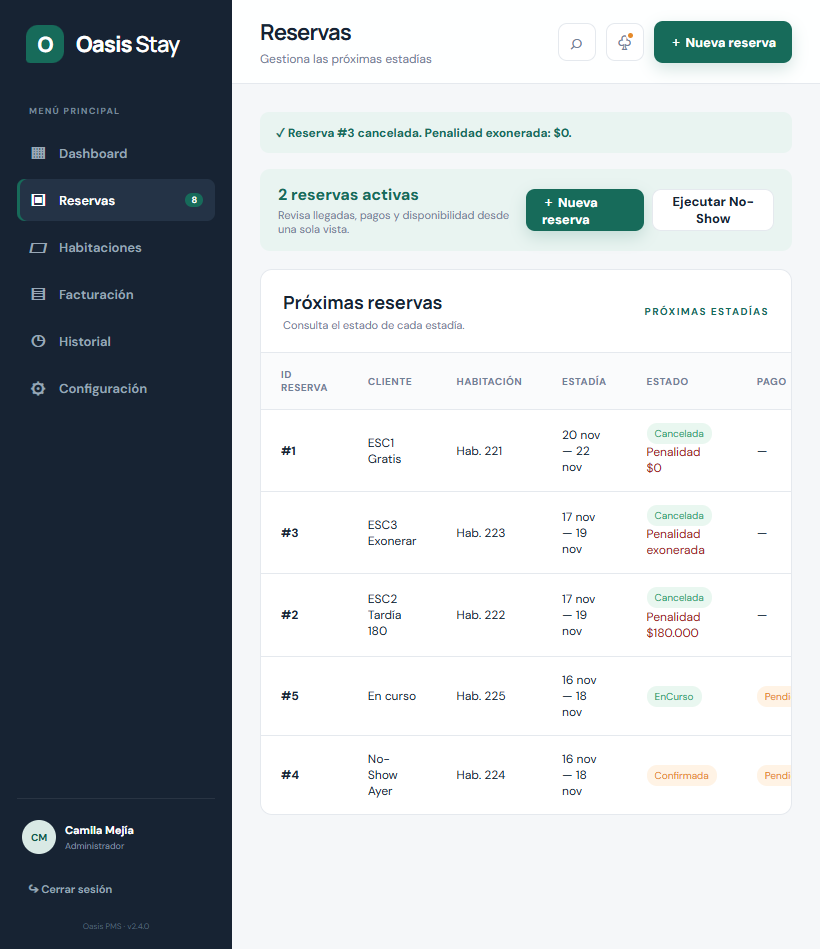 O Oasis Stay
MENÚ PRINCIPAL
Dashboard
Reservas 8
Habitaciones
Facturación
Historial
Configuración
CM
Camila Mejía
Administrador
↪ Cerrar sesión
Oasis PMS · v2.4.0
Reservas
Gestiona las próximas estadías
+ Nueva reserva
✓ Reserva #3 cancelada. Penalidad exonerada: $0.
2 reservas activas
Revisa llegadas, pagos y disponibilidad desde
una sola vista.
+ Nueva
reserva
Ejecutar No-
Show
Próximas reservas
Consulta el estado de cada estadía.
PRÓXIMAS ESTADÍAS
ID
RESERVA
CLIENTE
HABITACIÓN
ESTADÍA
ESTADO
PAGO
#1
ESC1
Gratis
Hab. 221
20 nov
— 22
nov
Cancelada
Penalidad
$0
—
#3
ESC3
Exonerar
Hab. 223
17 nov
— 19
nov
Cancelada
Penalidad
exonerada
—
#2
ESC2
Tardía
180
Hab. 222
17 nov
— 19
nov
Cancelada
Penalidad
$180.000
—
#5
En curso
Hab. 225
16 nov
— 18
nov
EnCurso
Pendi
#4
No-
Show
Ayer
Hab. 224
16 nov
— 18
nov
Confirmada
Pendi